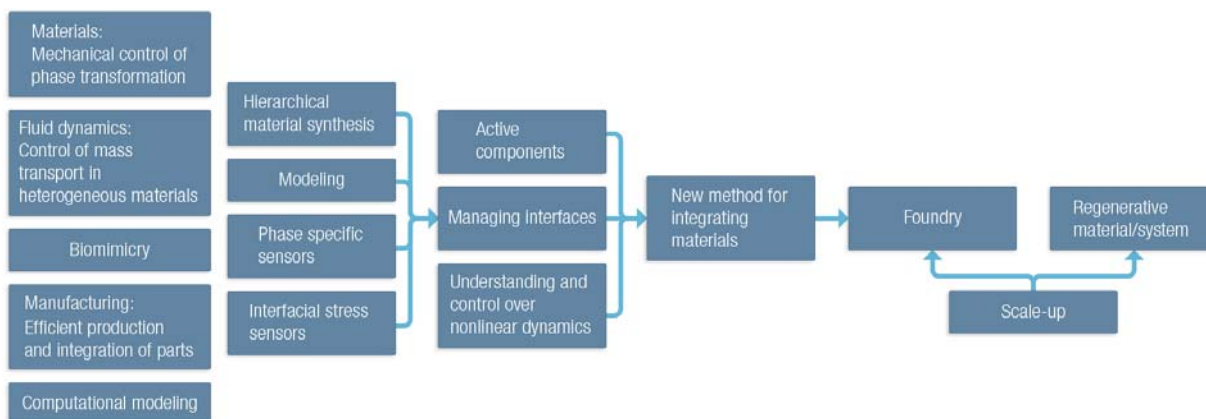 Materials:
Mechanical control of
phase transformation
Fluid dynamics:
Control of mass
transport in
heterogeneous materials
Biomimicry
Manufacturing:
Efficient production
and integration of parts
Computational modeling
Hierarchical
material synthesis
Modeling
Phase specific
sensors
Interfacial stress
sensors
Active
components
Managing interfaces
Understanding and
control over
nonlinear dynamics
New method for
integrating
materials
Foundry
Regenerative
material/system
Scale-up